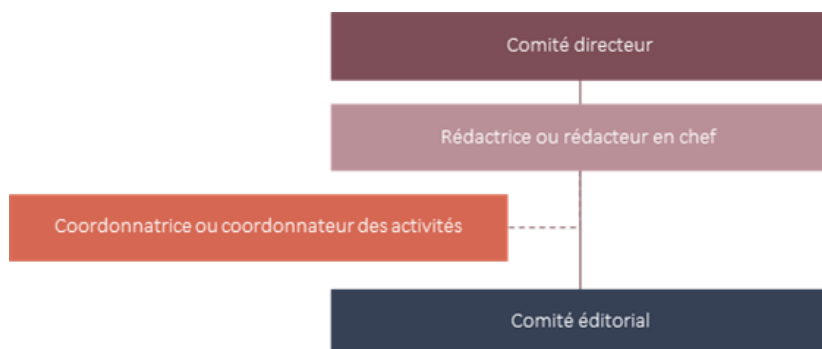 Comité directeur
Rédactrice ou rédacteur en chef
Coordonnatrice ou coordonnateur des activités
Comité éditorial